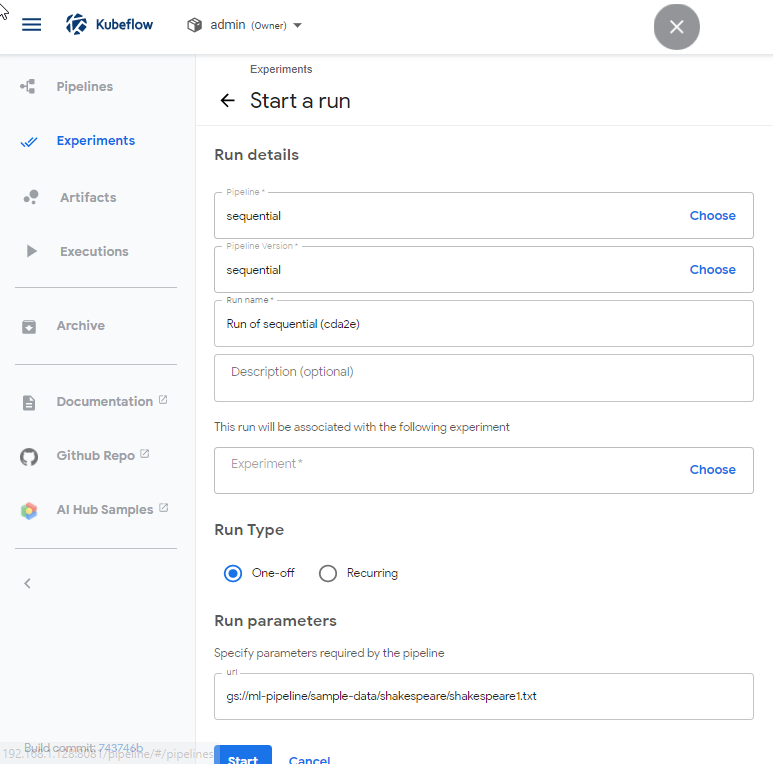 Kubeflow
admin (Owner)
Pipelines
Experiments
Artifacts
Executions
Archive
Documentation
Github Repo
AI Hub Samples
Build commit: 743746b
192.168.1.128:8081/pipeline/#/pipelines
Experiments
Start a run
Run details
Pipeline *
sequential
Choose
Pipeline Version *
sequential
Choose
Run name *
Run of sequential (cda2e)
Description (optional)
This run will be associated with the following experiment
Experiment *
Choose
Run Type
One-off Recurring
Run parameters
Specify parameters required by the pipeline
url
gs://ml-pipeline/sample-data/shakespeare/shakespeare1.txt
Start Cancel